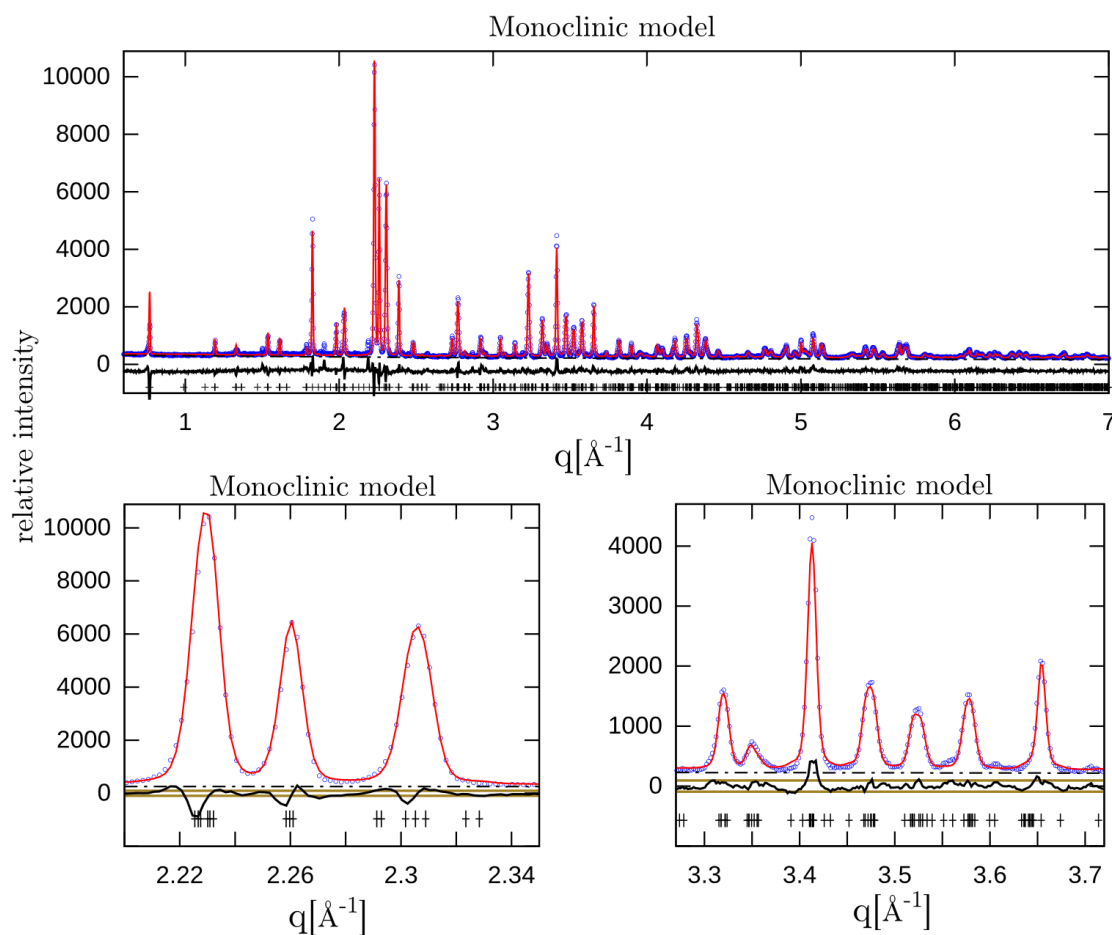 Monoclinic model
10000
8000
6000
4000
2000
0
1 2 3 4 5 6 7
q[Å-1]
relative intensity
Monoclinic model
10000
8000
6000
4000
2000
0
2.22 2.26 2.3 2.34
q[Å-1]
Monoclinic model
4000
3000
2000
1000
0
3.3 3.4 3.5 3.6 3.7
q[Å-1]